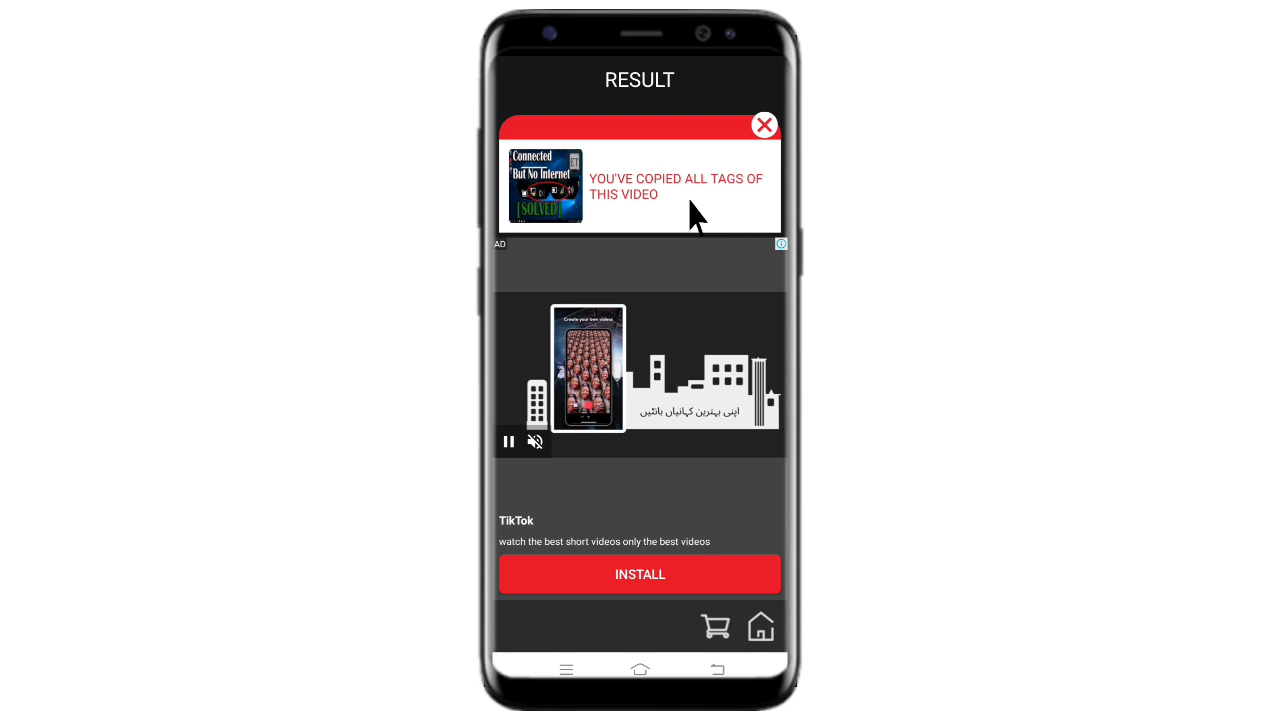 RESULT
Connected
But No Internet
[SOLVED]
YOU'VE COPIED ALL TAGS OF
THIS VIDEO
AD
Create your own videos
اپنی بہترین کہانیاں بانٹیں
TikTok
watch the best short videos only the best videos
INSTALL